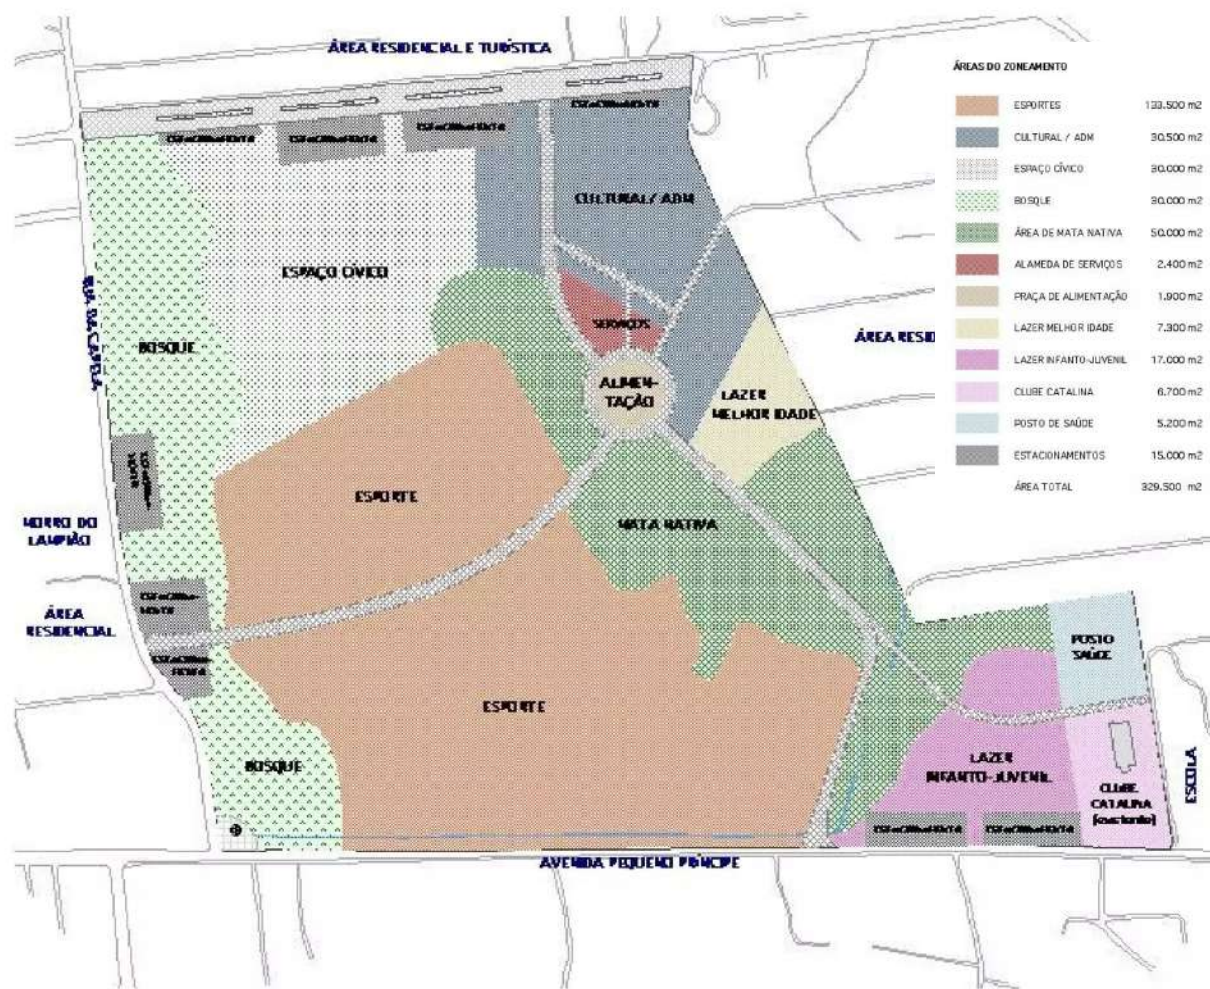 ÁREA RESIDENCIAL E TURÍSTICA
ÁREAS DO ZONEAMENTO
ESPORTES 133.500 m2
CULTURAL / ADM 30.500 m2
ESPAÇO CÍVICO 30.000 m2
BOSQUE 30.000 m2
ÁREA DE MATA NATIVA 50.000 m2
ALAMEDA DE SERVIÇOS 2.400 m2
PRAÇA DE ALIMENTAÇÃO 1.900 m2
LAZER MELHOR IDADE 7.300 m2
LAZER INFANTO-JUVENIL 17.000 m2
CLUBE CATALINA 6.700 m2
POSTO DE SAÚDE 5.200 m2
ESTACIONAMENTOS 15.000 m2
ÁREA TOTAL 329.500 m2
CULTURAL / ADM
ESPAÇO CÍVICO
SERVIÇOS
BOSQUE
ÁREA RESID
ALIMEN-
TAÇÃO
LAZER
MELHOR IDADE
ESPORTE
MATA NATIVA
MORRO DO
LAMPIÃO
ÁREA
RESIDENCIAL
POSTO
SAÚDE
ESPORTE
BOSQUE
LAZER
INFANTO-JUVENIL
CLUBE
CATALINA
ESCOLA
AVENIDA PEQUENO PRÍNCIPE